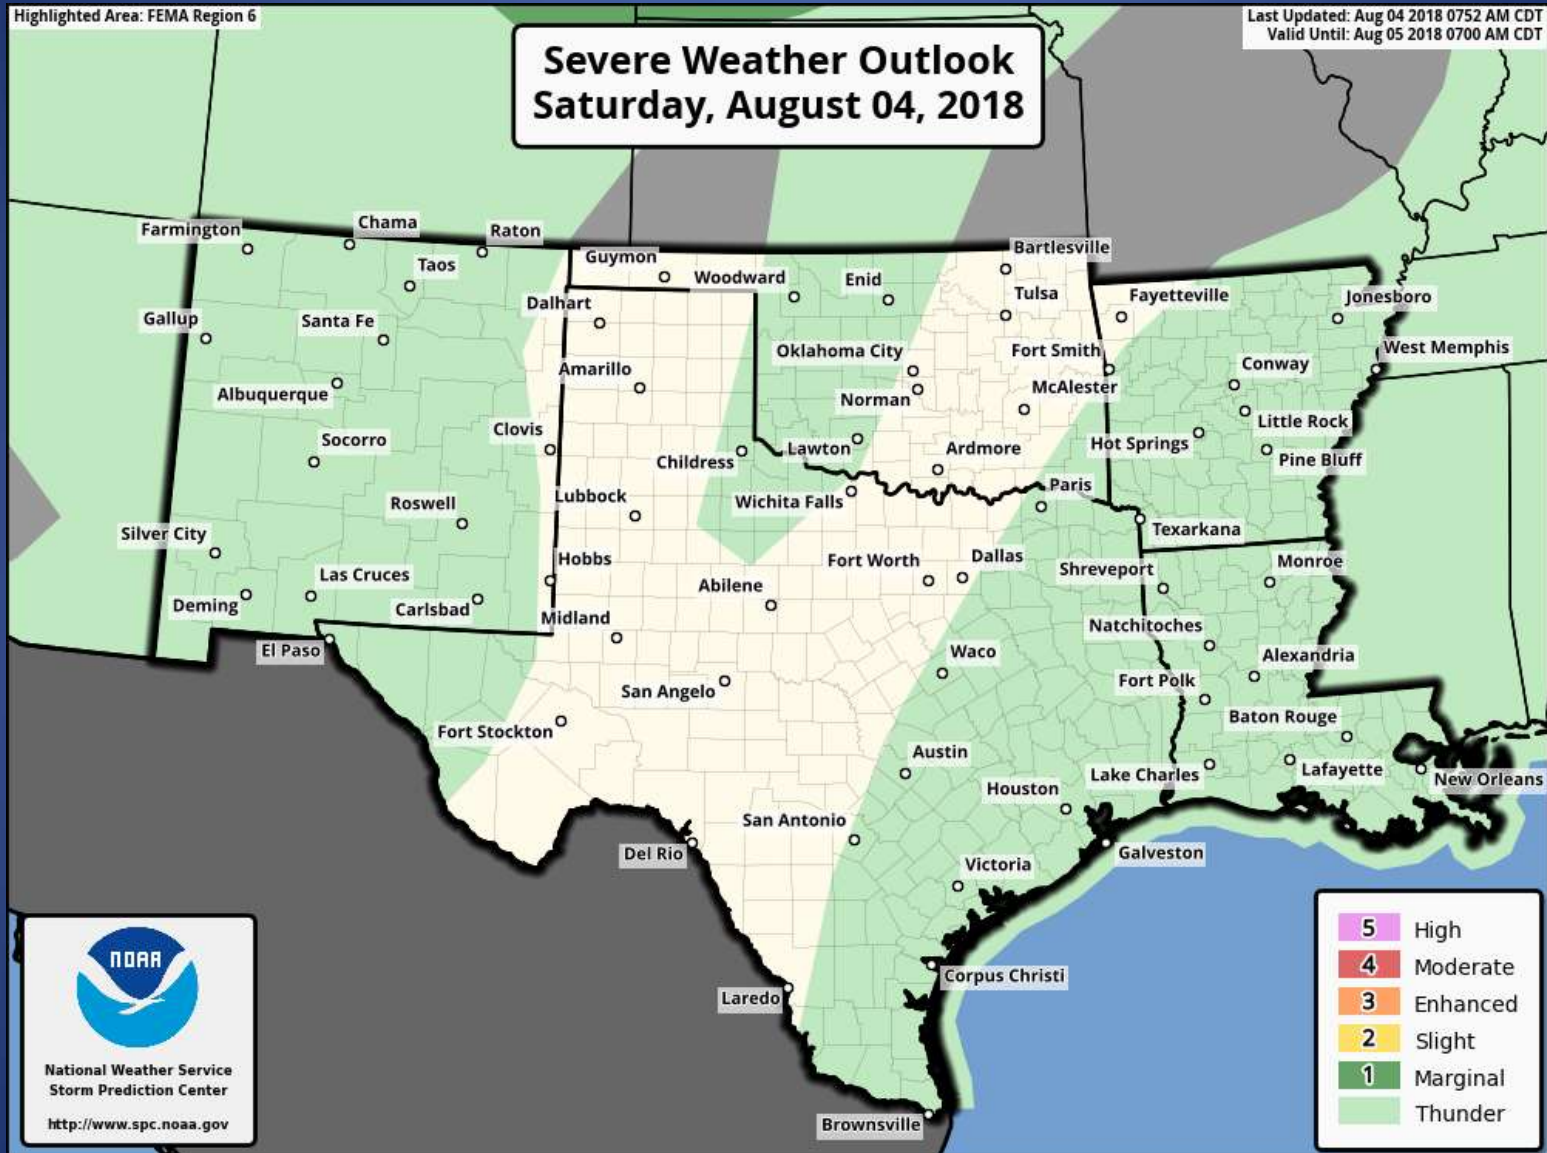 Highlighted Area: FEMA Region 6
Last Updated: Aug 04 2018 0752 AM CDT
Valid Until: Aug 05 2018 0700 AM CDT
Severe Weather Outlook
Saturday, August 04, 2018
Farmington
Chama
Raton
Taos
Guymon
Woodward
Enid
Bartlesville
Tulsa
Fayetteville
Jonesboro
Gallup
Santa Fe
Dalhart
Oklahoma City
Fort Smith
West Memphis
Albuquerque
Amarillo
Norman
McAlester
Conway
Little Rock
Socorro
Clovis
Childress
Lawton
Ardmore
Hot Springs
Pine Bluff
Roswell
Lubbock
Wichita Falls
Paris
Texarkana
Silver City
Las Cruces
Hobbs
Abilene
Fort Worth
Dallas
Shreveport
Monroe
Deming
Carlsbad
Midland
Natchitoches
El Paso
San Angelo
Waco
Alexandria
Fort Polk
Fort Stockton
Baton Rouge
Austin
Houston
Lake Charles
Lafayette
New Orleans
San Antonio
Del Rio
Victoria
Galveston
Laredo
Corpus Christi
Brownsville
NOAA
National Weather Service
Storm Prediction Center
http://www.spc.noaa.gov
5 High
4 Moderate
3 Enhanced
2 Slight
1 Marginal
Thunder